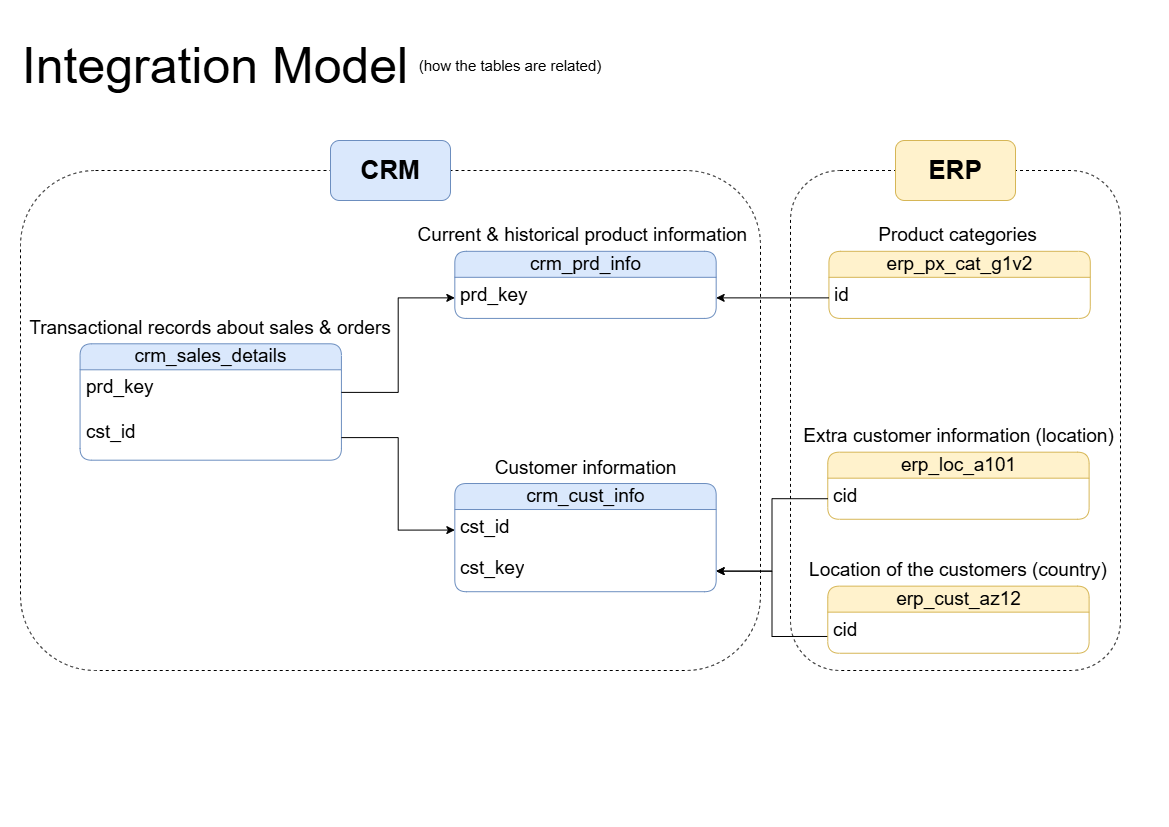 Integration Model (how the tables are related)
CRM
ERP
Current & historical product information
crm_prd_info
prd_key
Product categories
erp_px_cat_g1v2
id
Transactional records about sales & orders
crm_sales_details
prd_key
cst_id
Customer information
crm_cust_info
cst_id
cst_key
Extra customer information (location)
erp_loc_a101
cid
Location of the customers (country)
erp_cust_az12
cid